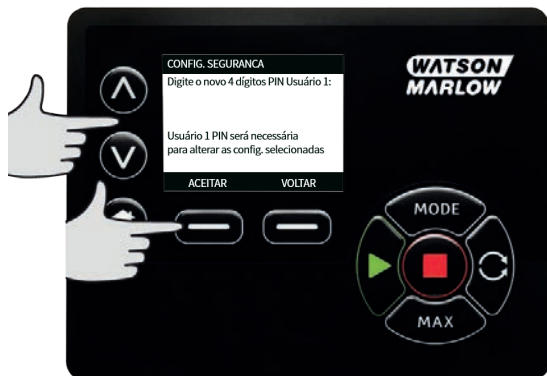 CONFIG. SEGURANCA
Digite o novo 4 dígitos PIN Usuário 1:
Usuário 1 PIN será necessária
para alterar as config. selecionadas
ACEITAR VOLTAR
WATSON
MARLOW
MODE
MAX